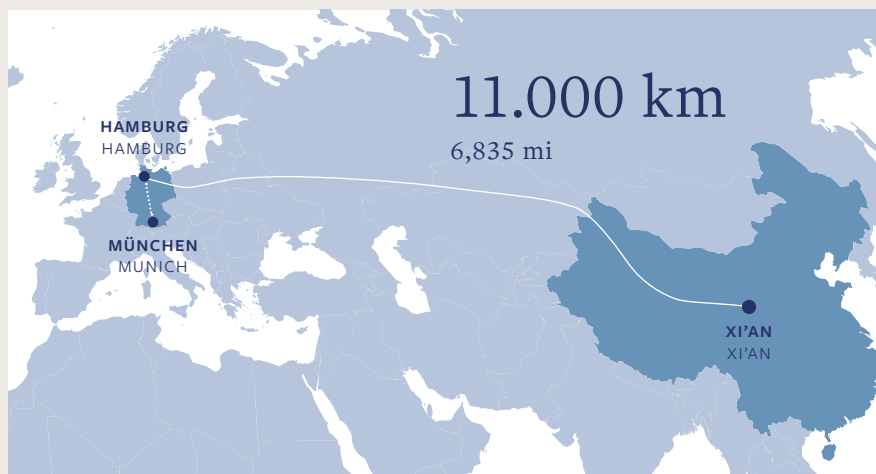 11.000 km
6,835 mi
HAMBURG
HAMBURG
MÜNCHEN
MUNICH
XI’AN
XI’AN